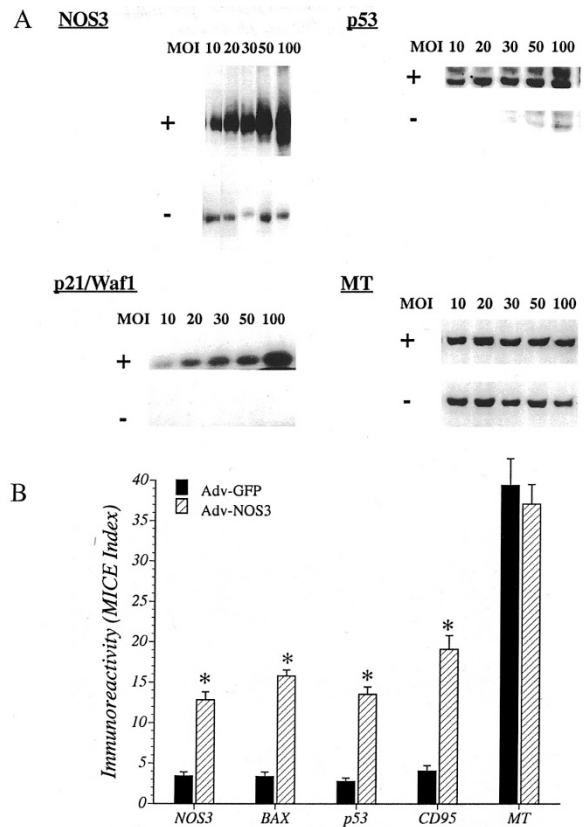 A NOS3 p53
MOI 10 20 30 50 100
MOI 10 20 30 50 100
+
-
+
-
p21/Waf1 MT
MOI 10 20 30 50 100
MOI 10 20 30 50 100
+
-
+
-
B
Adv-GFP
Adv-NOS3
Immunoreactivity (MICE Index)
40
35
30
25
20
15
10
5
0
* * * *
NOS3 BAX p53 CD95 MT